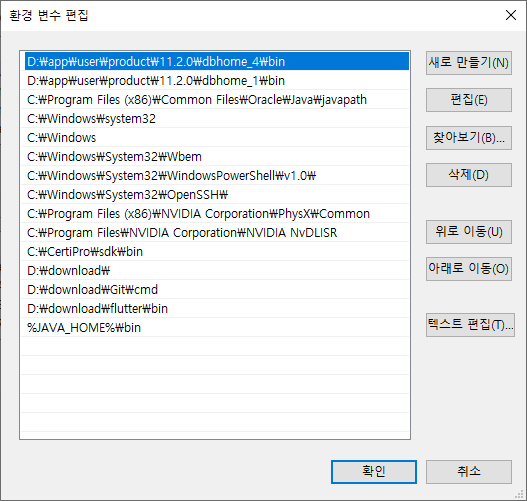 환경 변수 편집
D:₩app₩user₩product₩11.2.0₩dbhome_4₩bin
D:₩app₩user₩product₩11.2.0₩dbhome_1₩bin
C:₩Program Files (x86)₩Common Files₩Oracle₩Java₩javapath
C:₩Windows₩system32
C:₩Windows
C:₩Windows₩System32₩Wbem
C:₩Windows₩System32₩WindowsPowerShell₩v1.0₩
C:₩Windows₩System32₩OpenSSH₩
C:₩Program Files (x86)₩NVIDIA Corporation₩PhysX₩Common
C:₩Program Files₩NVIDIA Corporation₩NVIDIA NvDLISR
C:₩CertiPro₩sdk₩bin
D:₩download₩
D:₩download₩Git₩cmd
D:₩download₩flutter₩bin
%JAVA_HOME%₩bin
새로 만들기(N)
편집(E)
찾아보기(B)...
삭제(D)
위로 이동(U)
아래로 이동(O)
텍스트 편집(T)...
확인
취소